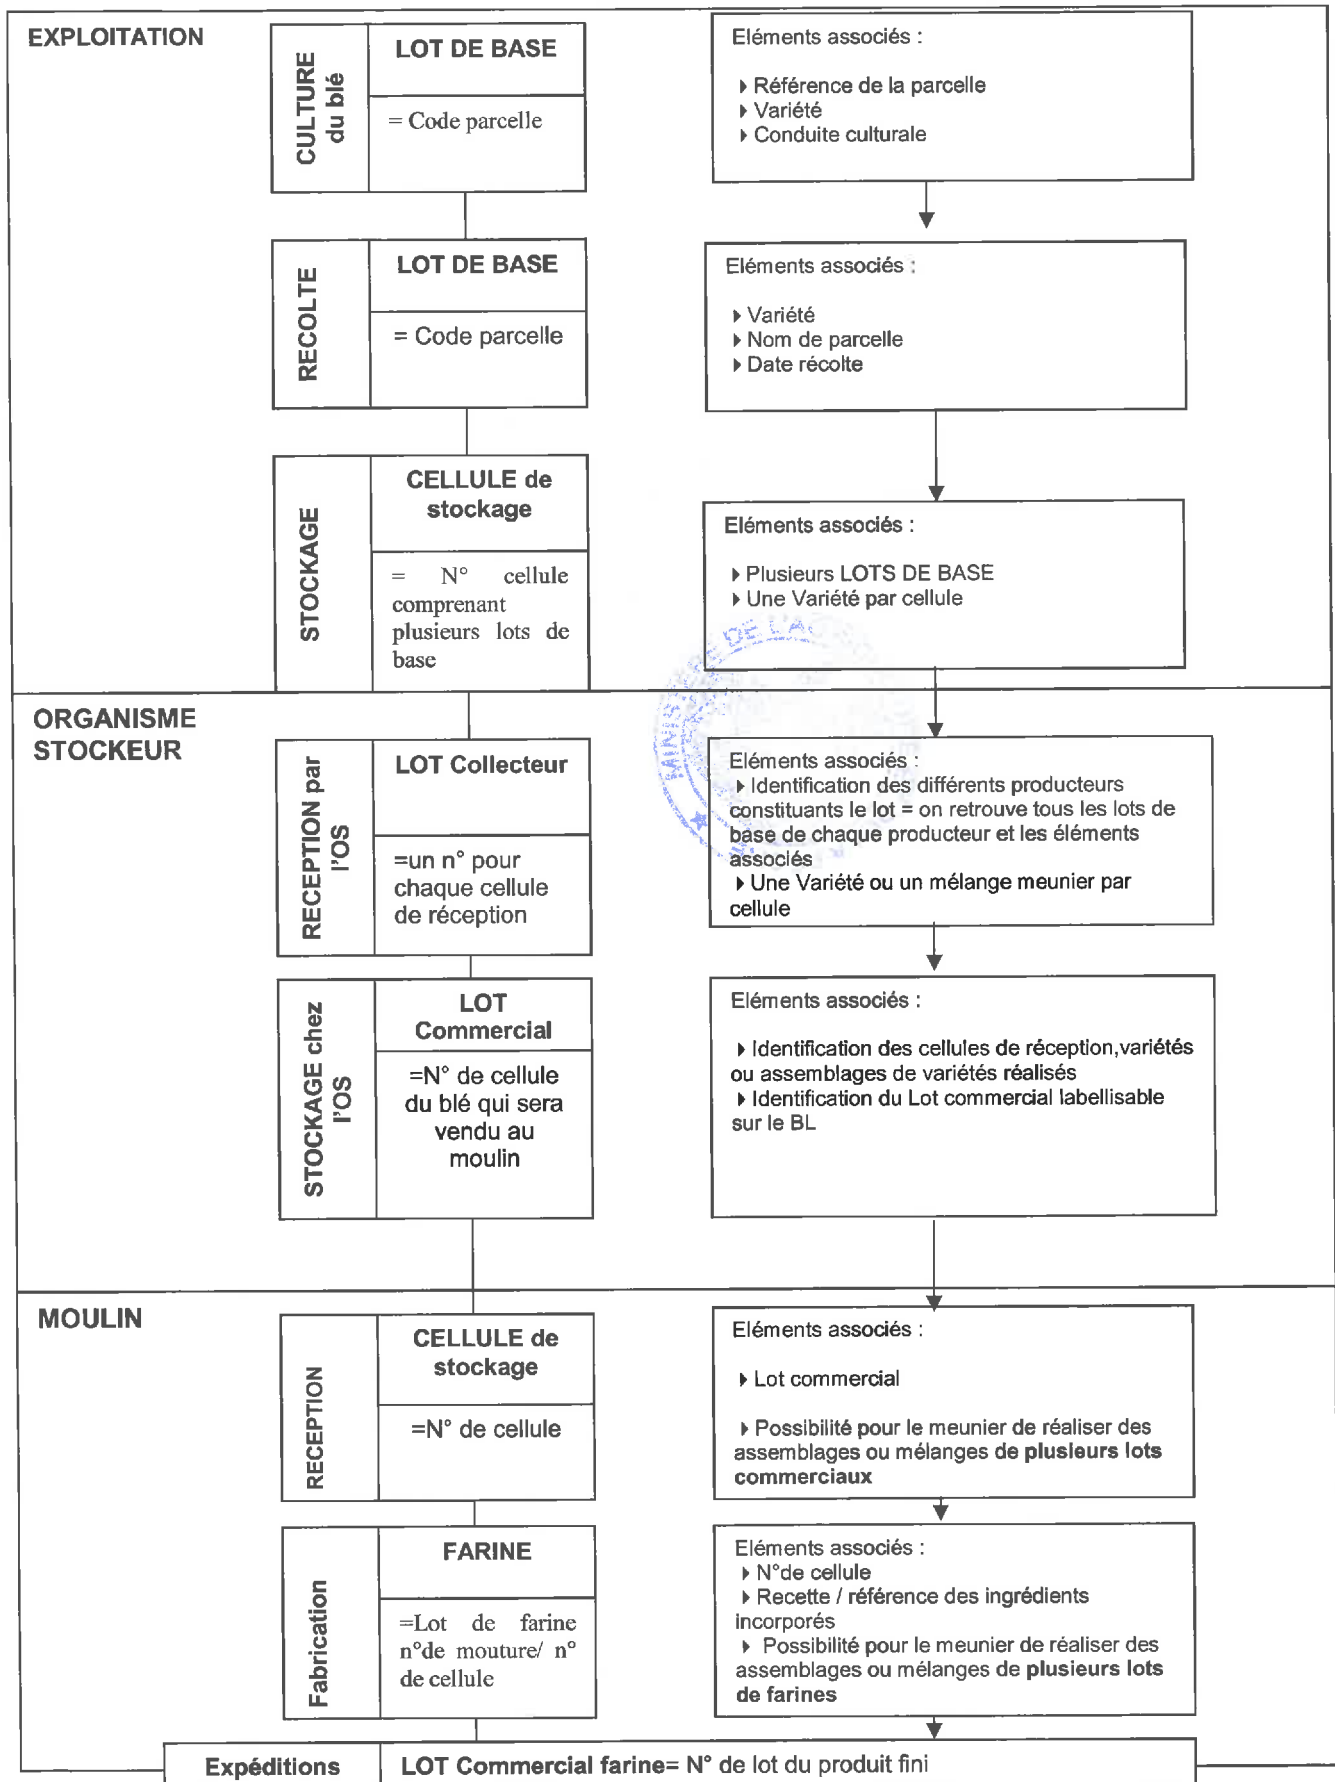 EXPLOITATION
CULTURE
du blé
LOT DE BASE
= Code parcelle
Eléments associés :
▶ Référence de la parcelle
▶ Variété
▶ Conduite culturale
RECOLTE
LOT DE BASE
= Code parcelle
Eléments associés :
▶ Variété
▶ Nom de parcelle
▶ Date récolte
STOCKAGE
CELLULE de
stockage
= N° cellule
comprenant
plusieurs lots de
base
Eléments associés :
▶ Plusieurs LOTS DE BASE
▶ Une Variété par cellule
ORGANISME
STOCKEUR
RECEPTION par
l'OS
LOT Collecteur
=un n° pour
chaque cellule
de réception
Eléments associés :
▶ Identification des différents producteurs
constituants le lot = on retrouve tous les lots de
base de chaque producteur et les éléments
associés
▶ Une Variété ou un mélange meunier par
cellule
MINISTERE DE
STOCKAGE chez
l'OS
LOT
Commercial
=N° de cellule
du blé qui sera
vendu au
moulin
Eléments associés :
▶ Identification des cellules de réception,variétés
ou assemblages de variétés réalisés
▶ Identification du Lot commercial labellisable
sur le BL
MOULIN
RECEPTION
CELLULE de
stockage
=N° de cellule
Eléments associés :
▶ Lot commercial
▶ Possibilité pour le meunier de réaliser des
assemblages ou mélanges de plusieurs lots
commerciaux
Fabrication
FARINE
=Lot de farine
n°de mouture/ n°
de cellule
Eléments associés :
▶ N°de cellule
▶ Recette / référence des ingrédients
incorporés
▶ Possibilité pour le meunier de réaliser des
assemblages ou mélanges de plusieurs lots
de farines
Expéditions
LOT Commercial farine= N° de lot du produit fini